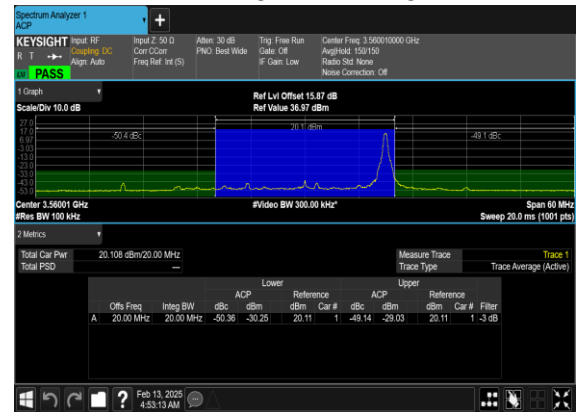 Spectrum Analyzer 1
ACP
KEYSIGHT Input: RF Input Z: 50 Ω Atten: 30 dB Trig: Free Run Center Freq: 3.560010000 GHz
R T Coupling: DC Corr CCorr PNO: Best Wide Gate: Off Avg|Hold: 150/150
Align: Auto Freq Ref: Int (S) IF Gain: Low Radio Std: None
PASS Noise Correction: Off
1 Graph
Ref Lvl Offset 15.87 dB
Scale/Div 10.0 dB Ref Value 36.97 dBm
27.0
17.0
6.97
-3.03
-13.0
-23.0
-33.0
-43.0
-53.0
-50.4 dBc 20.1 dBm -49.1 dBc
Center 3.56001 GHz #Video BW 300.00 kHz* Span 60 MHz
#Res BW 100 kHz Sweep 20.0 ms (1001 pts)
2 Metrics
Total Car Pwr 20.108 dBm/20.00 MHz Measure Trace Trace 1
Total PSD --- Trace Type Trace Average (Active)
Lower Upper
ACP Reference ACP Reference
Offs Freq Integ BW dBc dBm dBm Car # dBc dBm dBm Car # Filter
A 20.00 MHz 20.00 MHz -50.36 -30.25 20.11 1 -49.14 -29.03 20.11 1 -3 dB
? Feb 13, 2025
4:53:13 AM